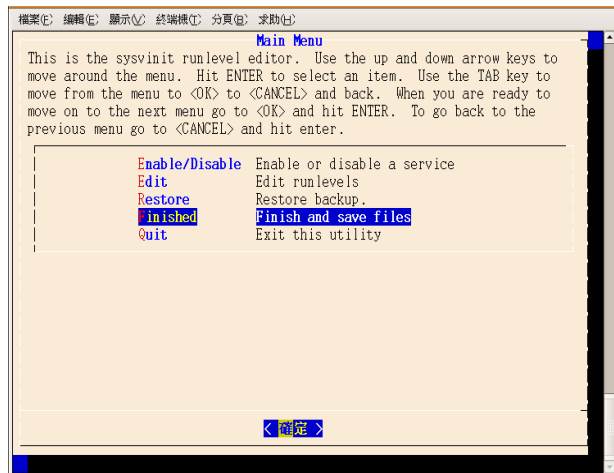 檔案(F) 編輯(E) 顯示(V) 終端機(T) 分頁(B) 求助(H)
Main Menu
This is the sysvinit runlevel editor. Use the up and down arrow keys to
move around the menu. Hit ENTER to select an item. Use the TAB key to
move from the menu to <OK> to <CANCEL> and back. When you are ready to
move on to the next menu go to <OK> and hit ENTER. To go back to the
previous menu go to <CANCEL> and hit enter.
Enable/Disable Enable or disable a service
Edit Edit runlevels
Restore Restore backup.
Finished Finish and save files
Quit Exit this utility
< 確定 >